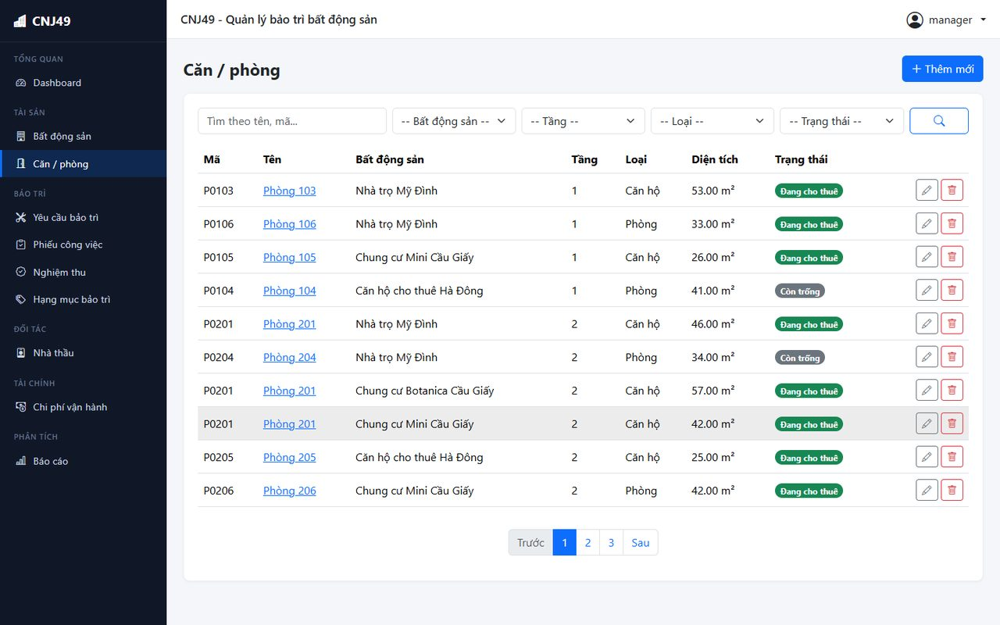 CNJ49
CNJ49 - Quản lý bảo trì bất động sản
manager
TỔNG QUAN
Dashboard
TÀI SẢN
Bất động sản
Căn / phòng
BẢO TRÌ
Yêu cầu bảo trì
Phiếu công việc
Nghiệm thu
Hạng mục bảo trì
ĐỐI TÁC
Nhà thầu
TÀI CHÍNH
Chi phí vận hành
PHÂN TÍCH
Báo cáo
Căn / phòng
+ Thêm mới
Tìm theo tên, mã... -- Bất động sản -- -- Tầng -- -- Loại -- -- Trạng thái --
Mã Tên Bất động sản Tầng Loại Diện tích Trạng thái
P0103 Phòng 103 Nhà trọ Mỹ Đình 1 Căn hộ 53.00 m² Đang cho thuê
P0106 Phòng 106 Nhà trọ Mỹ Đình 1 Phòng 33.00 m² Đang cho thuê
P0105 Phòng 105 Chung cư Mini Cầu Giấy 1 Căn hộ 26.00 m² Đang cho thuê
P0104 Phòng 104 Căn hộ cho thuê Hà Đông 1 Phòng 41.00 m² Còn trống
P0201 Phòng 201 Nhà trọ Mỹ Đình 2 Căn hộ 46.00 m² Đang cho thuê
P0204 Phòng 204 Nhà trọ Mỹ Đình 2 Phòng 34.00 m² Còn trống
P0201 Phòng 201 Chung cư Botanica Cầu Giấy 2 Căn hộ 57.00 m² Đang cho thuê
P0201 Phòng 201 Chung cư Mini Cầu Giấy 2 Căn hộ 42.00 m² Đang cho thuê
P0205 Phòng 205 Căn hộ cho thuê Hà Đông 2 Căn hộ 25.00 m² Đang cho thuê
P0206 Phòng 206 Chung cư Mini Cầu Giấy 2 Phòng 42.00 m² Đang cho thuê
Trước 1 2 3 Sau